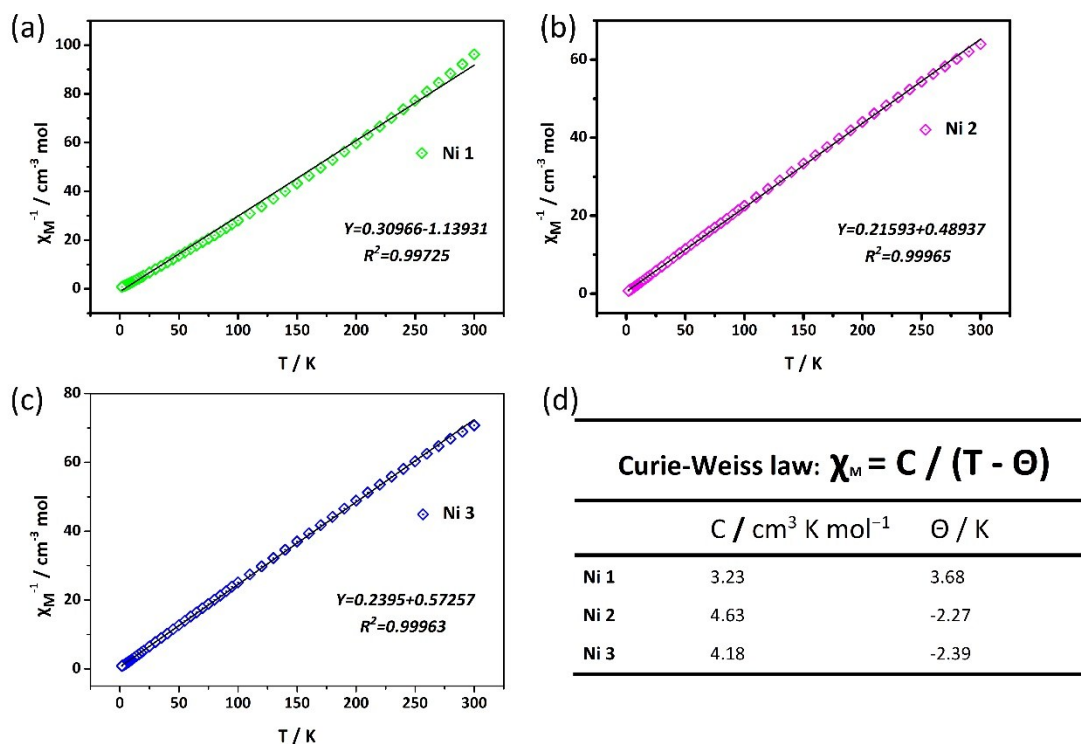 (a)
100
80
60
40
20
0
χM⁻¹ / cm⁻³ mol
Ni 1
Y=0.30966-1.13931
R²=0.99725
0 50 100 150 200 250 300
T / K
(b)
60
40
20
0
χM⁻¹ / cm⁻³ mol
Ni 2
Y=0.21593+0.48937
R²=0.99965
0 50 100 150 200 250 300
T / K
(c)
80
60
40
20
0
χM⁻¹ / cm⁻³ mol
Ni 3
Y=0.2395+0.57257
R²=0.99963
0 50 100 150 200 250 300
T / K
(d)
Curie-Weiss law: χM = C / (T - Θ)
C / cm³ K mol⁻¹ Θ / K
Ni 1 3.23 3.68
Ni 2 4.63 -2.27
Ni 3 4.18 -2.39